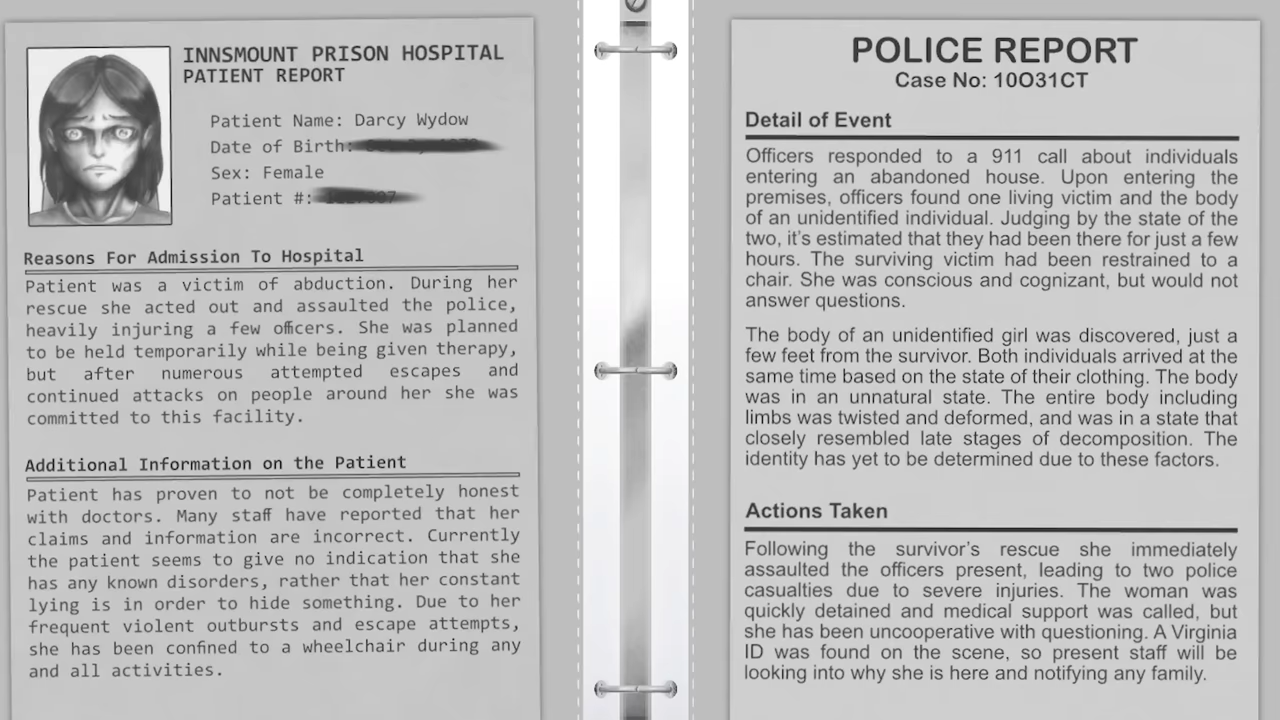 INNSMOUNT PRISON HOSPITAL
PATIENT REPORT
Patient Name: Darcy Wydow
Date of Birth:
Sex: Female
Patient #:
Reasons For Admission To Hospital
Patient was a victim of abduction. During her
rescue she acted out and assaulted the police,
heavily injuring a few officers. She was planned
to be held temporarily while being given therapy,
but after numerous attempted escapes and
continued attacks on people around her she was
committed to this facility.
Additional Information on the Patient
Patient has proven to not be completely honest
with doctors. Many staff have reported that her
claims and information are incorrect. Currently
the patient seems to give no indication that she
has any known disorders, rather that her constant
lying is in order to hide something. Due to her
frequent violent outbursts and escape attempts,
she has been confined to a wheelchair during any
and all activities.
POLICE REPORT
Case No: 10O31CT
Detail of Event
Officers responded to a 911 call about individuals
entering an abandoned house. Upon entering the
premises, officers found one living victim and the body
of an unidentified individual. Judging by the state of the
two, it's estimated that they had been there for just a few
hours. The surviving victim had been restrained to a
chair. She was conscious and cognizant, but would not
answer questions.
The body of an unidentified girl was discovered, just a
few feet from the survivor. Both individuals arrived at the
same time based on the state of their clothing. The body
was in an unnatural state. The entire body including
limbs was twisted and deformed, and was in a state that
closely resembled late stages of decomposition. The
identity has yet to be determined due to these factors.
Actions Taken
Following the survivor's rescue she immediately
assaulted the officers present, leading to two police
casualties due to severe injuries. The woman was
quickly detained and medical support was called, but
she has been uncooperative with questioning. A Virginia
ID was found on the scene, so present staff will be
looking into why she is here and notifying any family.